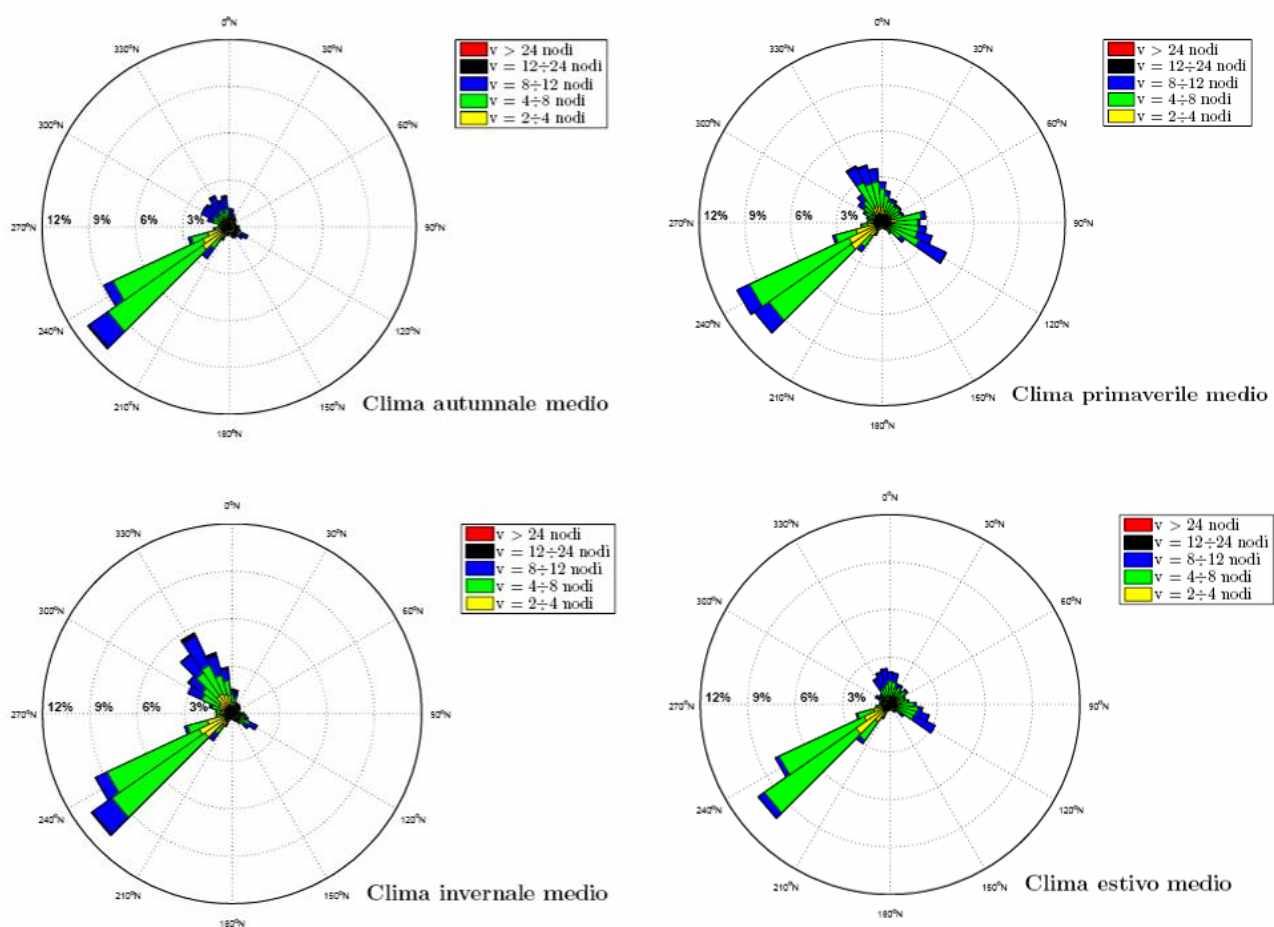 0°N
30°N
60°N
90°N
120°N
150°N
180°N
210°N
240°N
270°N
300°N
330°N
12% 9% 6% 3%
v > 24 nodi
v = 12÷24 nodi
v = 8÷12 nodi
v = 4÷8 nodi
v = 2÷4 nodi
Clima autunnale medio
0°N
30°N
60°N
90°N
120°N
150°N
180°N
210°N
240°N
270°N
300°N
330°N
12% 9% 6% 3%
v > 24 nodi
v = 12÷24 nodi
v = 8÷12 nodi
v = 4÷8 nodi
v = 2÷4 nodi
Clima primaverile medio
0°N
30°N
60°N
90°N
120°N
150°N
180°N
210°N
240°N
270°N
300°N
330°N
12% 9% 6% 3%
v > 24 nodi
v = 12÷24 nodi
v = 8÷12 nodi
v = 4÷8 nodi
v = 2÷4 nodi
Clima invernale medio
0°N
30°N
60°N
90°N
120°N
150°N
180°N
210°N
240°N
270°N
300°N
330°N
12% 9% 6% 3%
v > 24 nodi
v = 12÷24 nodi
v = 8÷12 nodi
v = 4÷8 nodi
v = 2÷4 nodi
Clima estivo medio